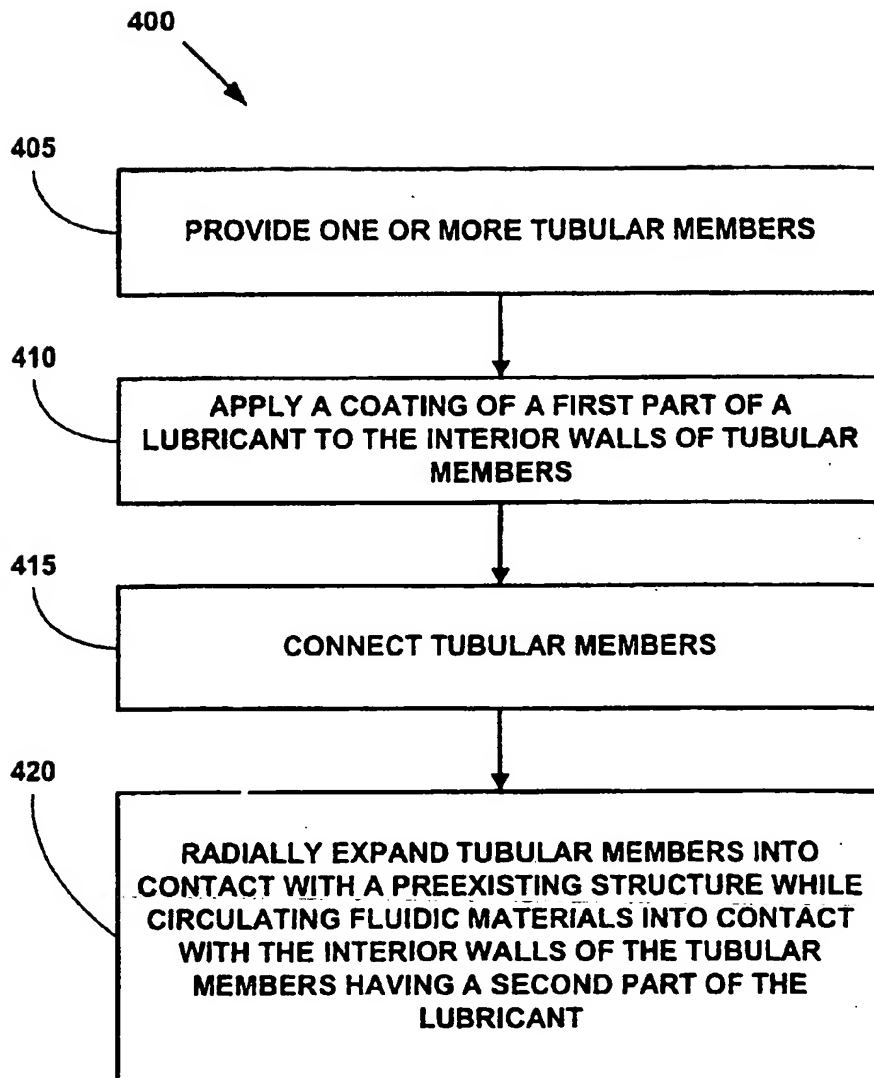 400
405
PROVIDE ONE OR MORE TUBULAR MEMBERS
410
APPLY A COATING OF A FIRST PART OF A
LUBRICANT TO THE INTERIOR WALLS OF TUBULAR
MEMBERS
415
CONNECT TUBULAR MEMBERS
420
RADIALLY EXPAND TUBULAR MEMBERS INTO
CONTACT WITH A PREEXISTING STRUCTURE WHILE
CIRCULATING FLUIDIC MATERIALS INTO CONTACT
WITH THE INTERIOR WALLS OF THE TUBULAR
MEMBERS HAVING A SECOND PART OF THE
LUBRICANT